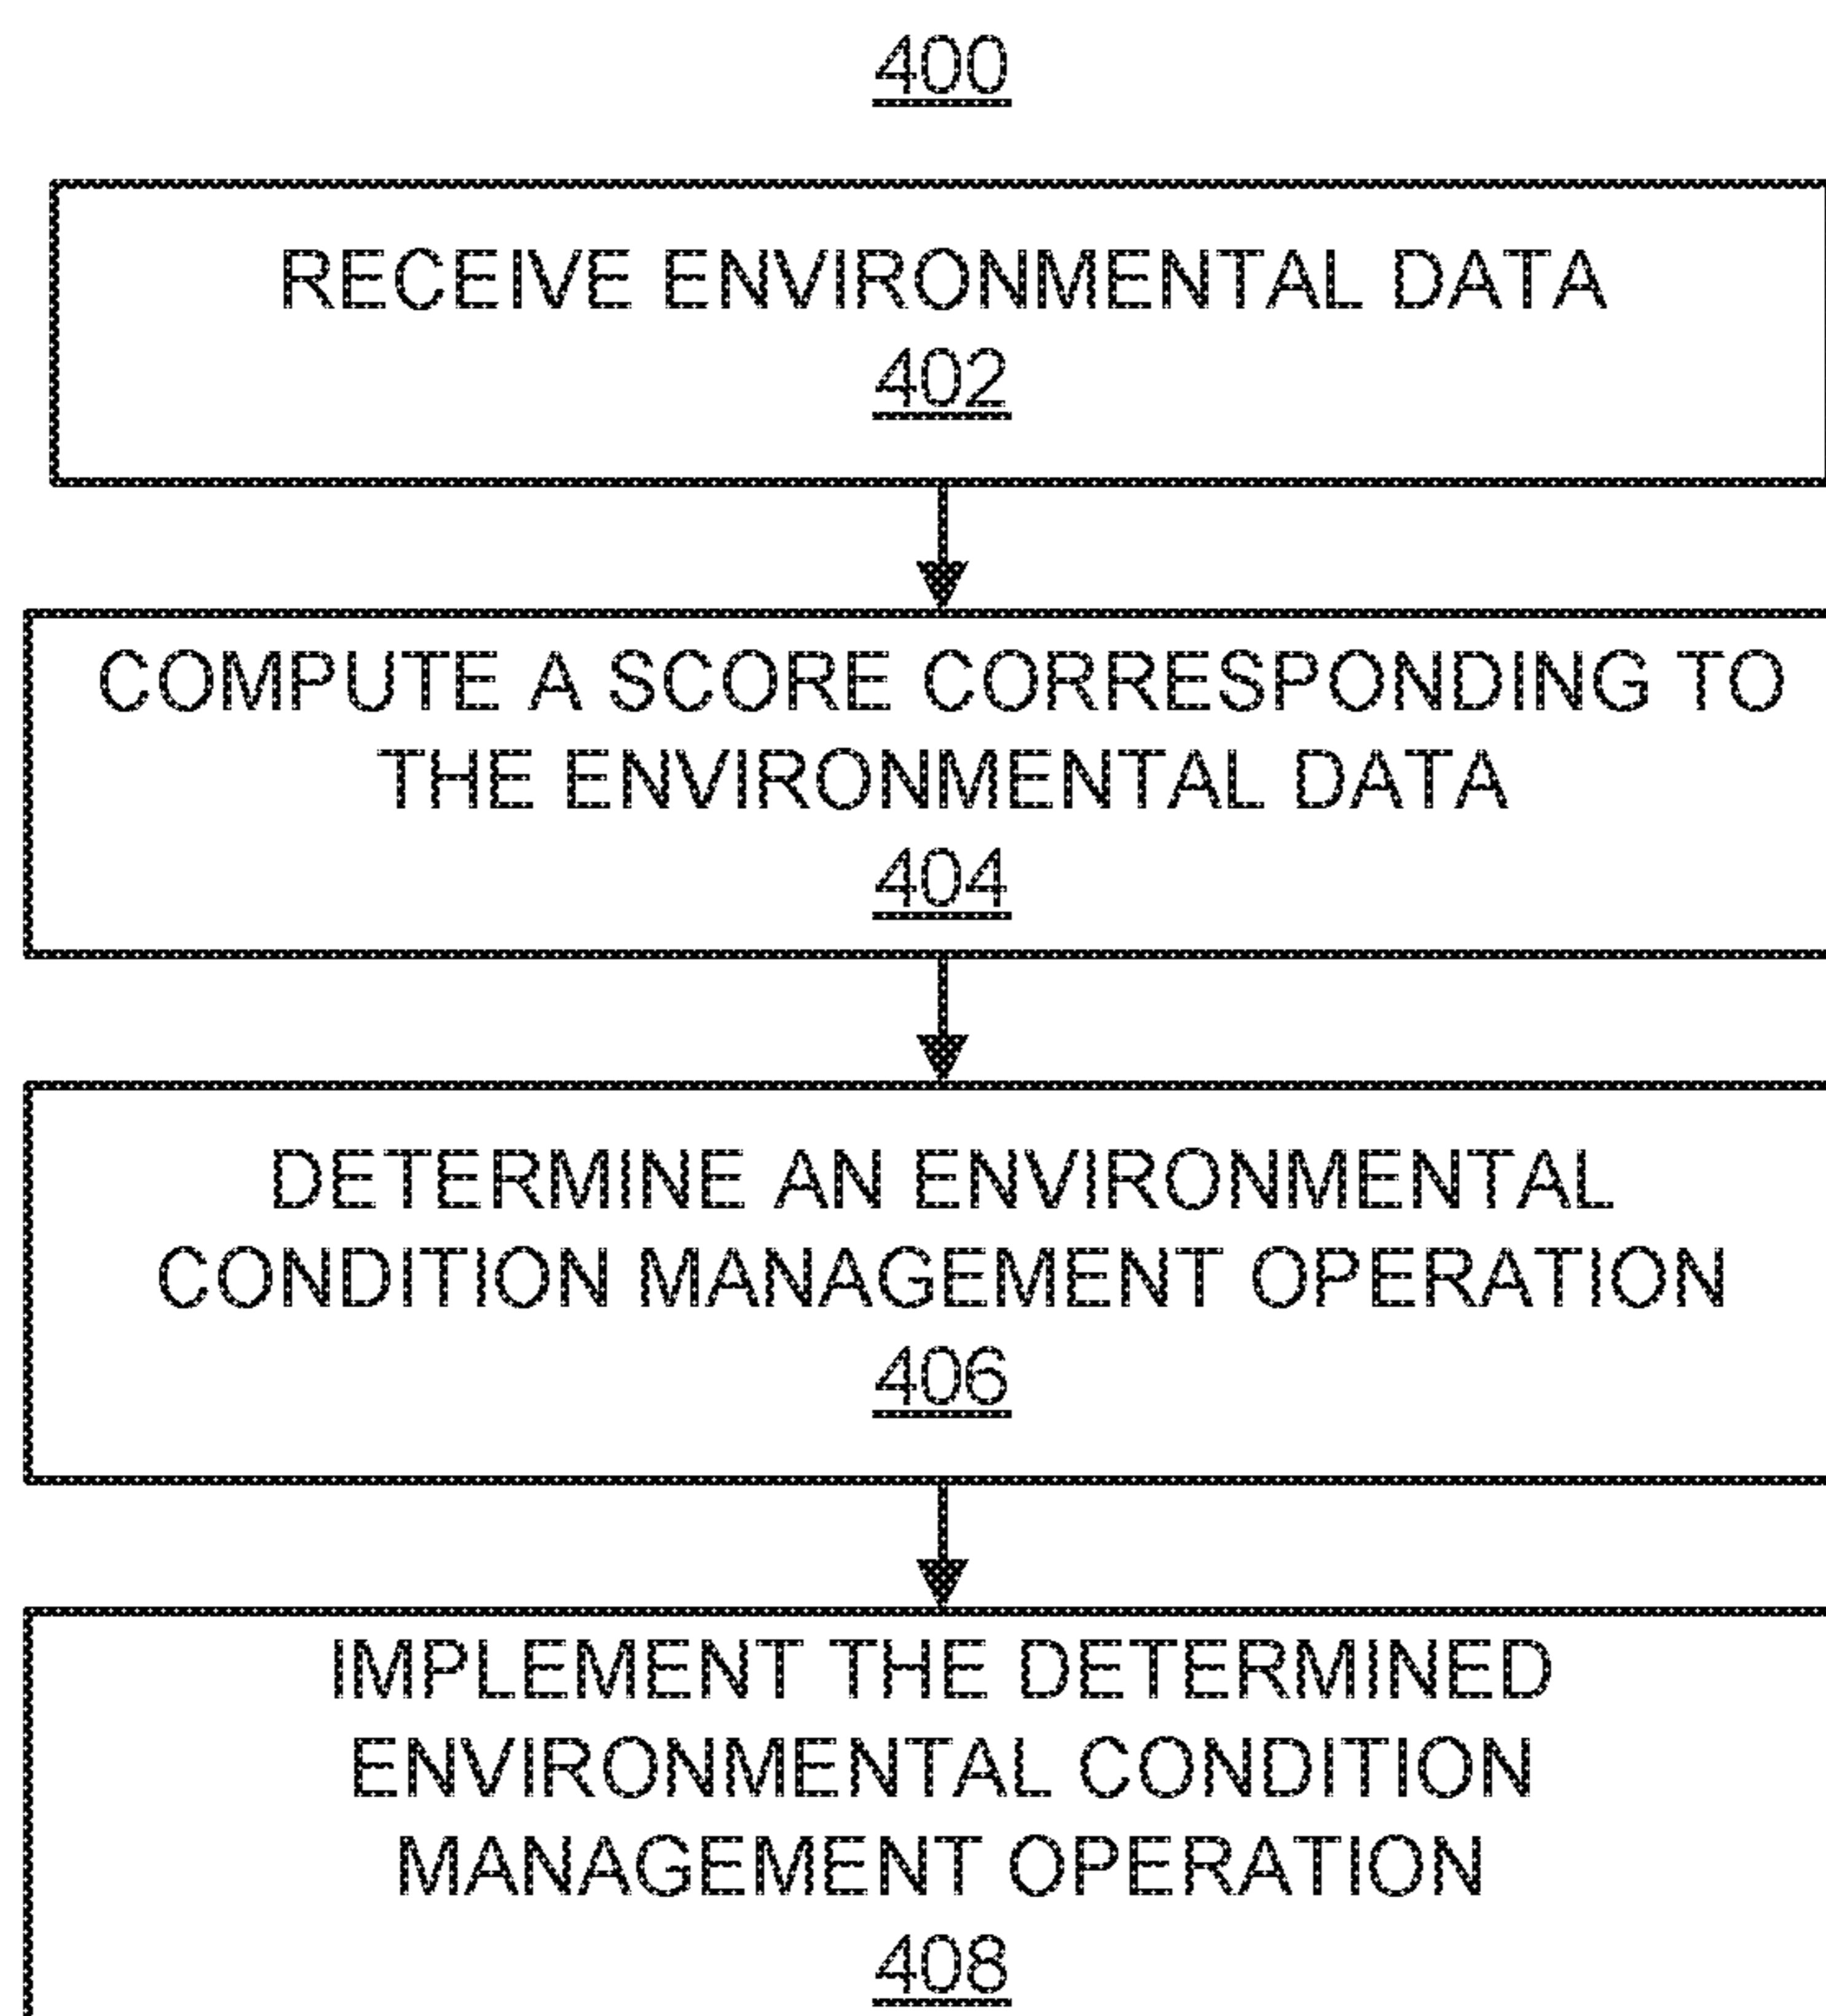 400
RECEIVE ENVIRONMENTAL DATA
402
COMPUTE A SCORE CORRESPONDING TO
THE ENVIRONMENTAL DATA
404
DETERMINE AN ENVIRONMENTAL
CONDITION MANAGEMENT OPERATION
406
IMPLEMENT THE DETERMINED
ENVIRONMENTAL CONDITION
MANAGEMENT OPERATION
408